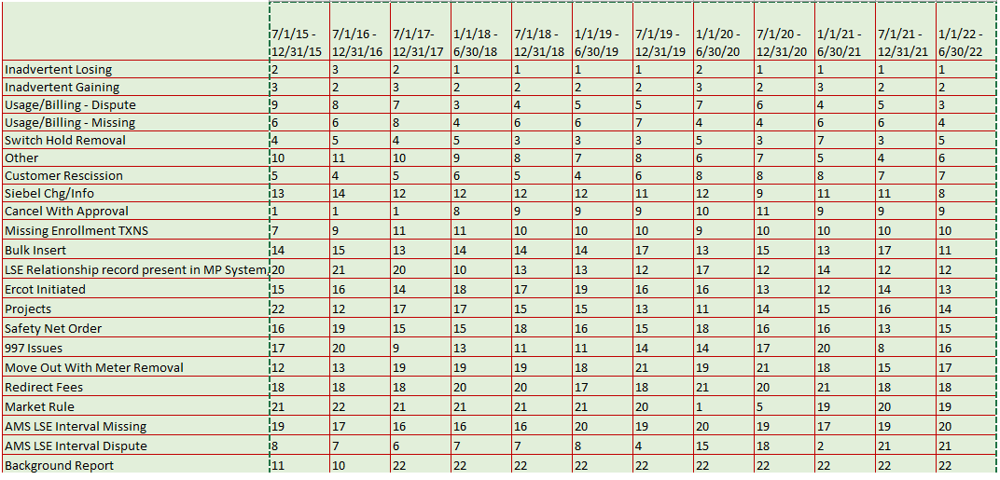 7/1/15 - 7/1/16 - 7/1/17- 1/1/18 - 7/1/18 - 1/1/19 - 7/1/19 - 1/1/20 - 7/1/20 - 1/1/21 - 7/1/21 - 1/1/22 -
12/31/15 12/31/16 12/31/17 6/30/18 12/31/18 6/30/19 12/31/19 6/30/20 12/31/20 6/30/21 12/31/21 6/30/22
Inadvertent Losing 2 3 2 1 1 1 1 2 1 1 1 1
Inadvertent Gaining 3 2 3 2 2 2 2 3 2 3 2 2
Usage/Billing - Dispute 9 8 7 3 4 5 5 7 6 4 5 3
Usage/Billing - Missing 6 6 8 4 6 6 7 4 4 6 6 4
Switch Hold Removal 4 5 4 5 3 3 3 5 3 7 3 5
Other 10 11 10 9 8 7 8 6 7 5 4 6
Customer Rescission 5 4 5 6 5 4 6 8 8 8 7 7
Siebel Chg/Info 13 14 12 12 12 12 11 12 9 11 11 8
Cancel With Approval 1 1 1 8 9 9 9 10 11 9 9 9
Missing Enrollment TXNS 7 9 11 11 10 10 10 9 10 10 10 10
Bulk Insert 14 15 13 14 14 14 17 13 15 13 17 11
LSE Relationship record present in MP System 20 21 20 10 13 13 12 17 12 14 12 12
Ercot Initiated 15 16 14 18 17 19 16 16 13 12 14 13
Projects 22 12 17 17 15 15 13 11 14 15 16 14
Safety Net Order 16 19 15 15 18 16 15 18 16 16 13 15
997 Issues 17 20 9 13 11 11 14 14 17 20 8 16
Move Out With Meter Removal 12 13 19 19 19 18 21 19 21 18 15 17
Redirect Fees 18 18 18 20 20 17 18 21 20 21 18 18
Market Rule 21 22 21 21 21 21 20 1 5 19 20 19
AMS LSE Interval Missing 19 17 16 16 16 20 19 20 19 17 19 20
AMS LSE Interval Dispute 8 7 6 7 7 8 4 15 18 2 21 21
Background Report 11 10 22 22 22 22 22 22 22 22 22 22